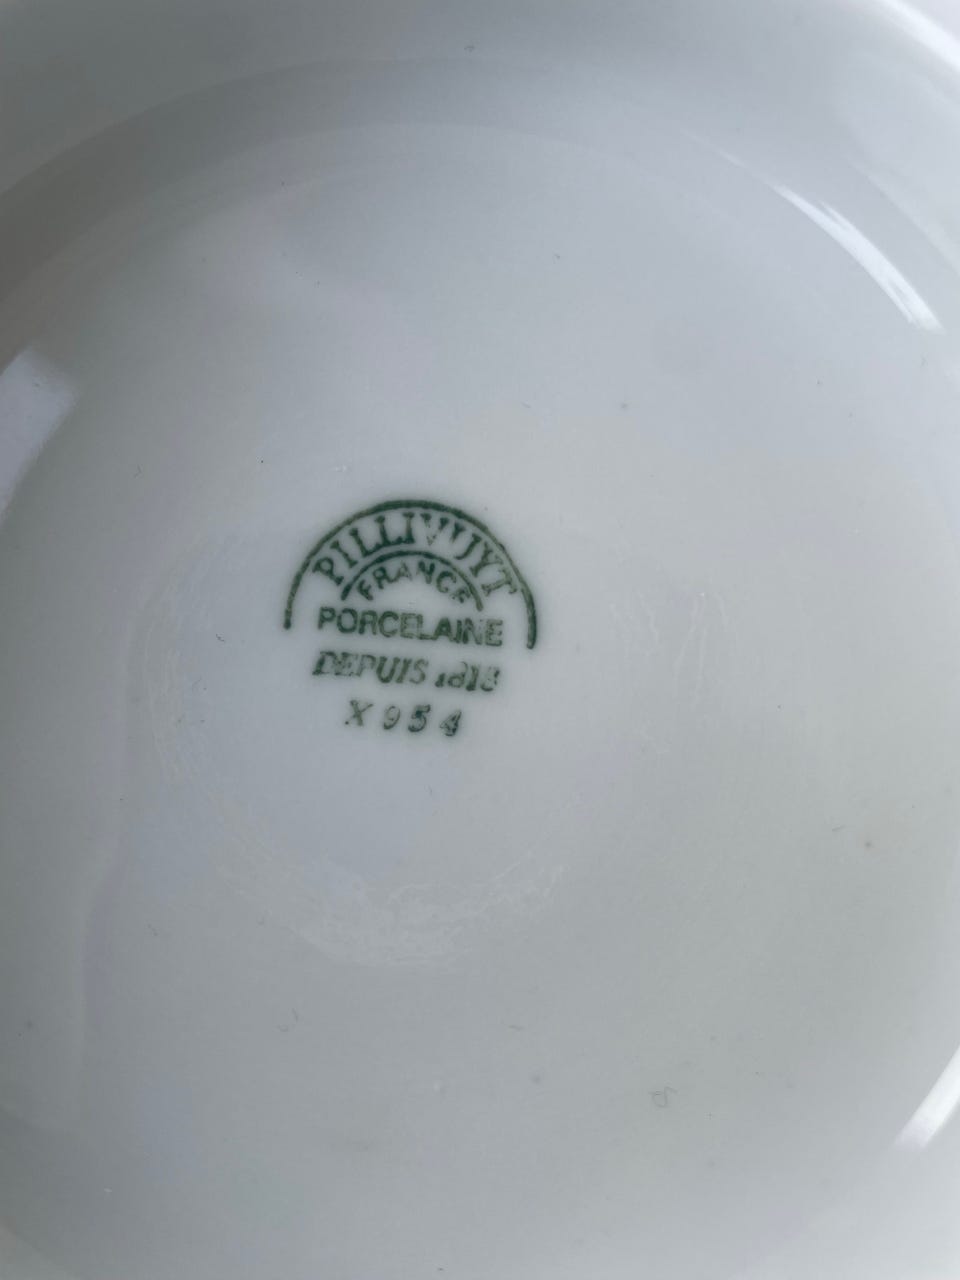 PILLIVUYT
FRANCE
PORCELAINE
DEPUIS 1818
X954